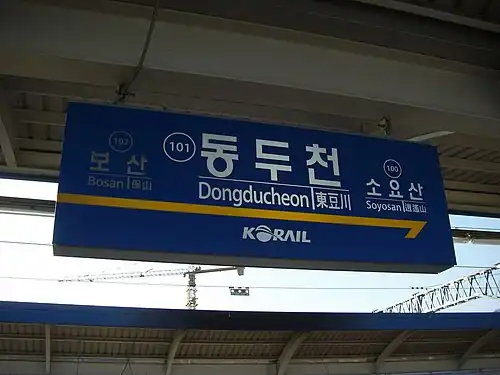 102
보산
Bosan 保山
101
동두천
Dongducheon 東豆川
100
소요산
Soyosan 逍遙山
KORAIL